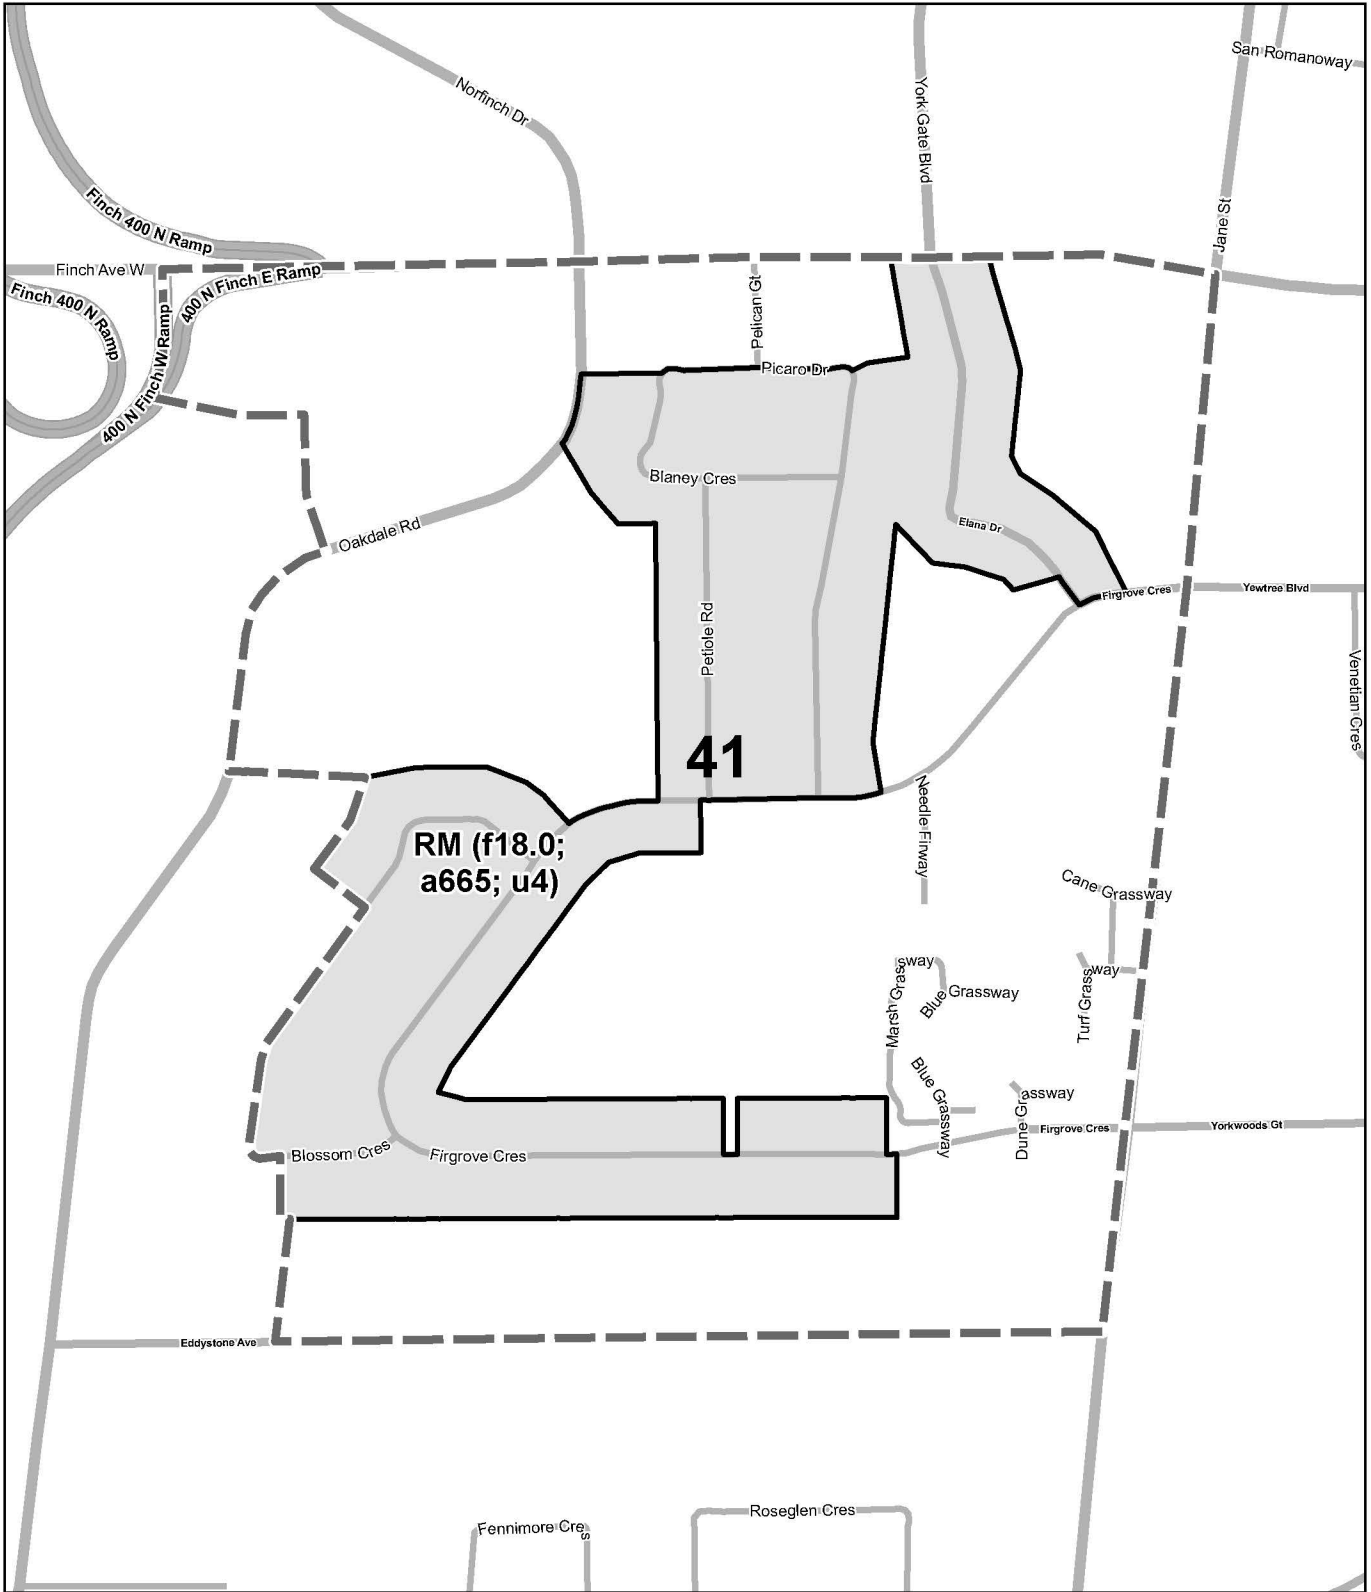 San Romanoway
Norfinch Dr
York Gate Blvd
Jane St
Finch 400 N Ramp
Finch Ave W
400 N Finch E Ramp
Finch 400 N Ramp
400 N Finch W Ramp
Pelican Gt
Picaro Dr
Blaney Cres
Oakdale Rd
Elana Dr
Firgrove Cres
Yewtree Blvd
Petiole Rd
Venetian Cres
41
Needle Firway
RM (f18.0;
a665; u4)
Cane Grassway
Marsh Grassway
Blue Grassway
Turf Grassway
Blue Grassway
Dune Grassway
Firgrove Cres
Yorkwoods Gt
Blossom Cres
Firgrove Cres
Eddystone Ave
Roseglen Cres
Fennimore Cres